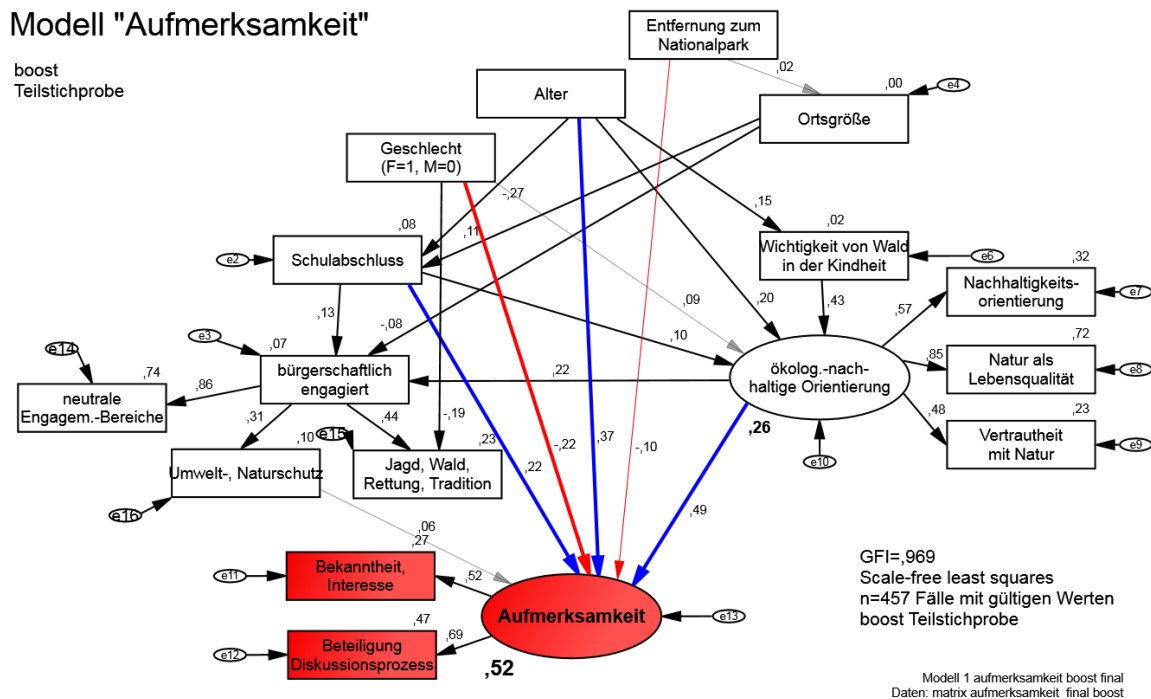 Modell "Aufmerksamkeit"
boost
Teilstichprobe
Entfernung zum
Nationalpark
,02
,00
e4
Alter
Ortsgröße
Geschlecht
(F=1, M=0)
-,27
,15
,02
,08
,11
e2
Schulabschluss
Wichtigkeit von Wald
in der Kindheit
e6
,32
Nachhaltigkeits-
orientierung
e7
,57
,13
-,08
,09
,20
,43
,10
e3
,07
e14
,74
bürgerschaftlich
engagiert
,22
ökolog.-nach-
haltige Orientierung
,85
,72
Natur als
Lebensqualität
e8
neutrale
Engagem.-Bereiche
,86
,31
,44
-,19
,48
,23
,26
Vertrautheit
mit Natur
e9
e10
,10
e15
,23
-,22
,37
-,10
Umwelt-, Naturschutz
Jagd, Wald,
Rettung, Tradition
,22
e16
,49
,06
,27
e11
Bekanntheit,
Interesse
,52
Aufmerksamkeit
e13
,47
e12
Beteiligung
Diskussionsprozess
,69
,52
GFI=,969
Scale-free least squares
n=457 Fälle mit gültigen Werten
boost Teilstichprobe
Modell 1 aufmerksamkeit boost final
Daten: matrix aufmerksamkeit_final boost